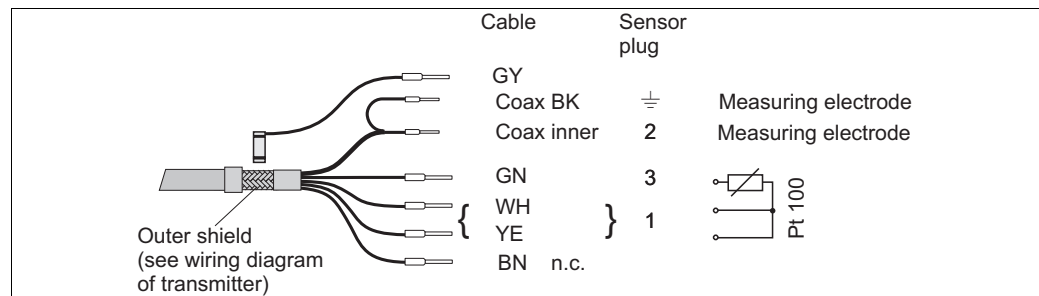 Cable Sensor plug
GY
Coax BK ⏚ Measuring electrode
Coax inner 2 Measuring electrode
GN 3
WH
{ } 1
YE
BN n.c.
Pt 100
Outer shield
(see wiring diagram
of transmitter)